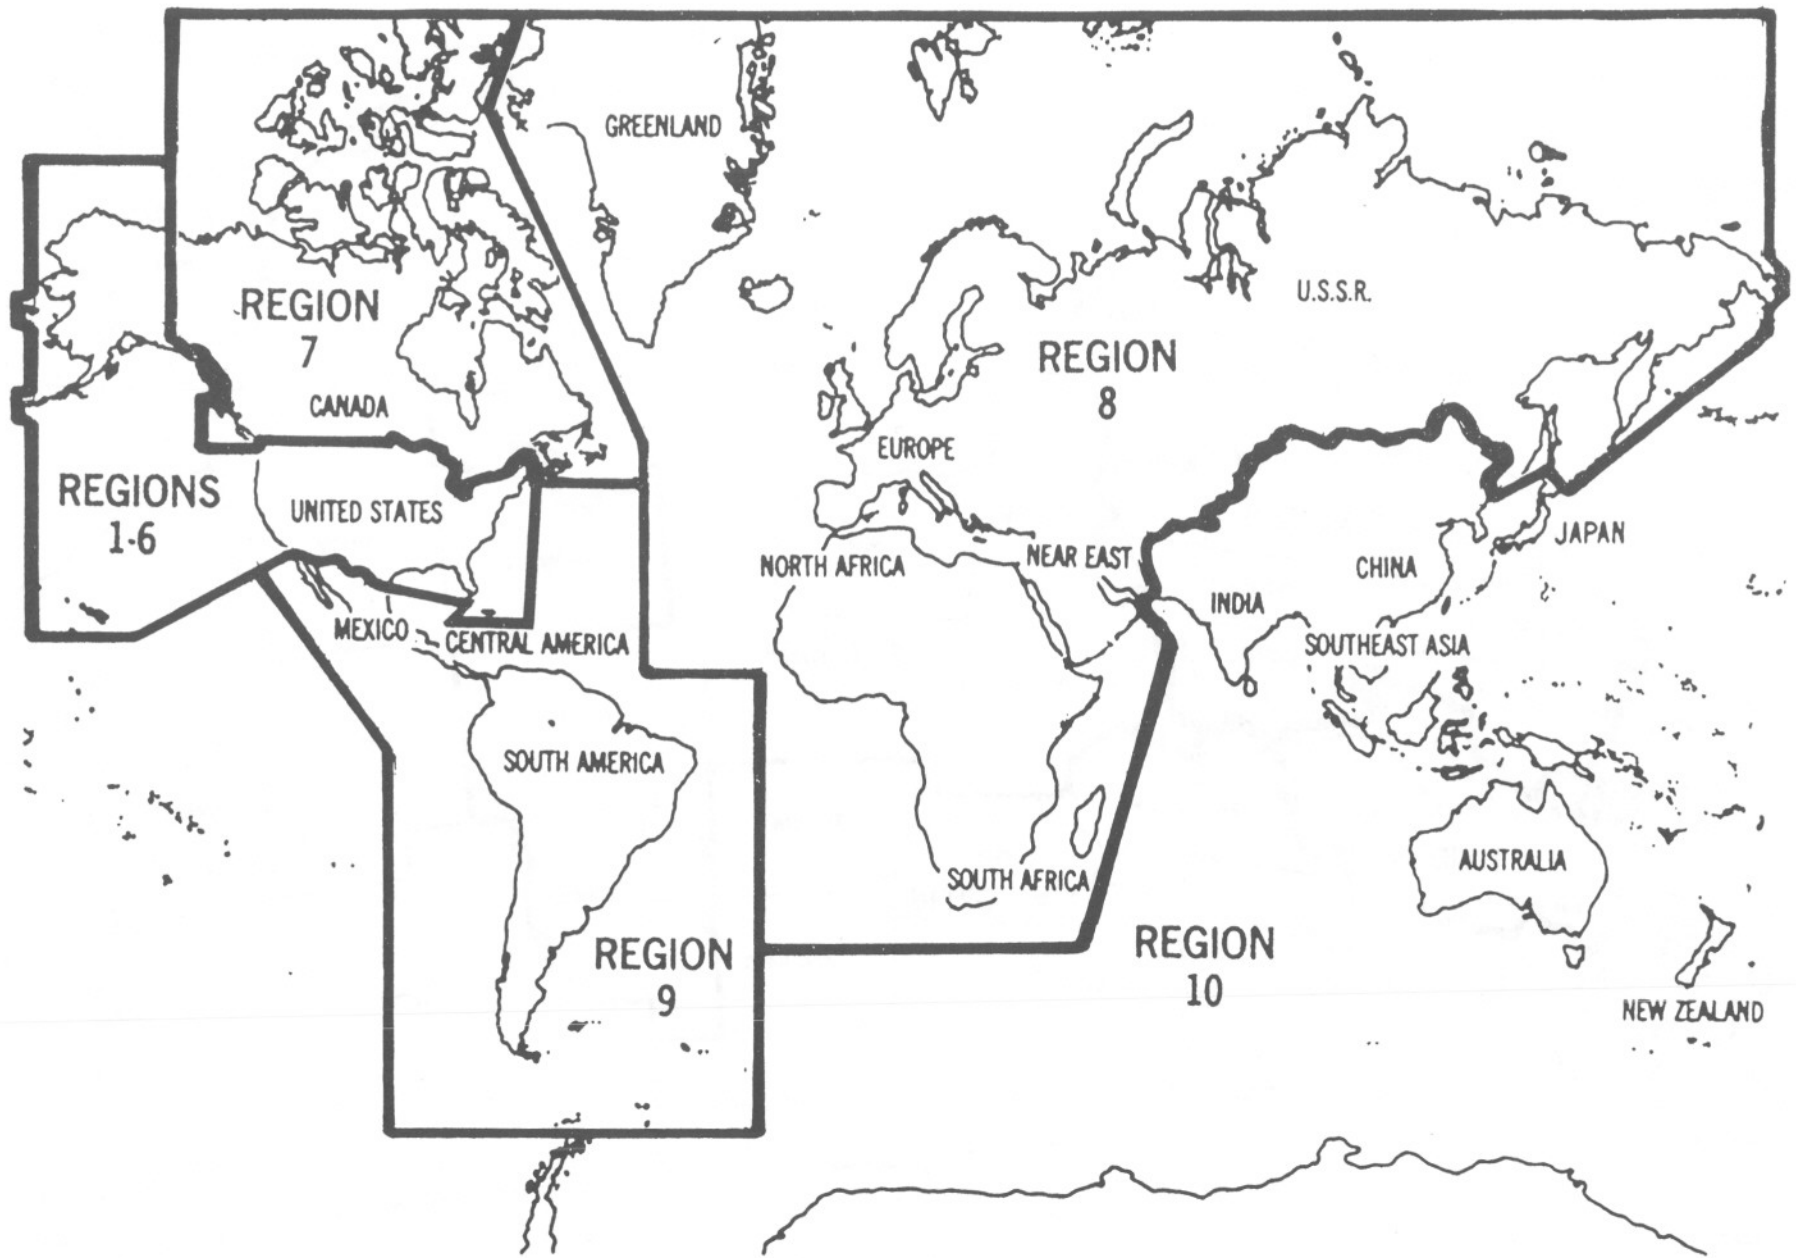 GREENLAND
REGION
7
U.S.S.R.
REGION
8
CANADA
EUROPE
REGIONS
1-6
UNITED STATES
JAPAN
NORTH AFRICA
NEAR EAST
CHINA
INDIA
MEXICO
CENTRAL AMERICA
SOUTHEAST ASIA
SOUTH AMERICA
AUSTRALIA
SOUTH AFRICA
REGION
9
REGION
10
NEW ZEALAND